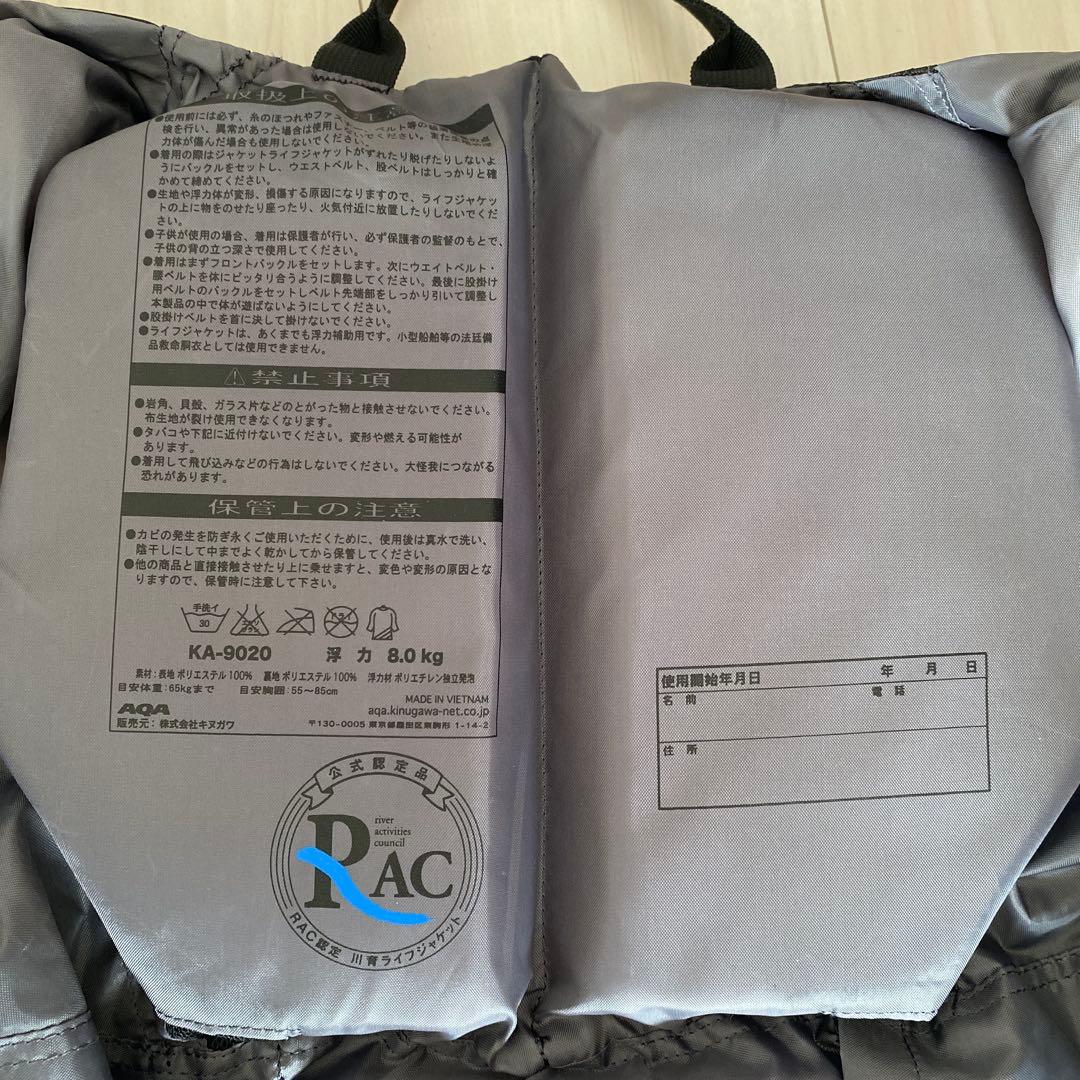 取扱上の
●使用前には必ず、糸のほつれやファスナー、ベルト等の
検を行い、異常があった場合は使用しないでください。また生地や浮
力体が傷んだ場合も使用しないでください。
●着用の際はジャケットライフジャケットがずれたり脱げたりしないよ
うにバックルをセットし、ウエストベルト、股ベルトはしっかりと確
かめて締めてください。
●生地や浮力体が変形、損傷する原因になりますので、ライフジャケッ
トの上に物をのせたり座ったり、火気付近に放置したりしないでくだ
さい。
●子供が使用の場合、着用は保護者が行い、必ず保護者の監督のもとで、
子供の背の立つ深さで使用してください。
●着用はまずフロントバックルをセットします。次にウエイトベルト・
腰ベルトを体にピッタリ合うように調整してください。最後に股掛け
用ベルトのバックルをセットしベルト先端部をしっかり引いて調整し
本製品の中で体が遊ばないようにしてください。
●股掛けベルトを首に決して掛けないでください。
●ライフジャケットは、あくまでも浮力補助用です。小型船舶等の法廷備
品救命胴衣としては使用できません。
⚠禁止事項
●岩角、貝殻、ガラス片などのとがった物と接触させないでください。
布生地が裂け使用できなくなります。
●タバコや下記に近付けないでください。変形や燃える可能性が
あります。
●着用して飛び込みなどの行為はしないでください。大怪我につながる
恐れがあります。
保管上の注意
●カビの発生を防ぎ永くご使用いただくために、使用後は真水で洗い、
陰干しにして中までよく乾かしてから保管してください。
●他の商品と直接接触させたり上に乗せますと、変色や変形の原因とな
りますので、保管時に注意して下さい。
手洗イ
30
エンソ
サラシ
ドライ
KA-9020 浮力 8.0kg
素材:表地 ポリエステル 100% 裏地 ポリエステル 100% 浮力材 ポリエチレン独立発泡
目安体重:65kgまで 目安胸囲:55〜85cm
MADE IN VIETNAM
AQA aqa.kinugawa-net.co.jp
販売元:株式会社キヌガワ 〒130-0005 東京都墨田区東駒形 1-14-2
公式認定品
river
activities
council
RAC
RAC認定 川育ライフジャケット
使用開始年月日 年 月 日
名前 電話
住所